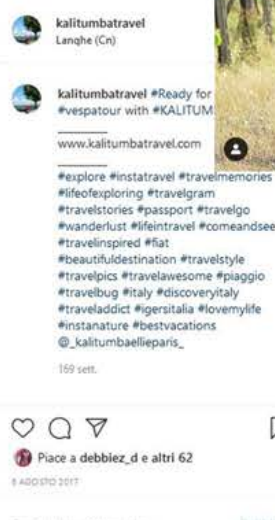 kalitumbatravel
Langhe (Cn)
kalitumbatravel #Ready for
#vespatour with #KALITUM
www.kalitumbatravel.com
#explore #instatravel #travelmemories
#lifeofexploring #travelgram
#travelstories #passport #travelgo
#wanderlust #lifeintravel #comeandsee
#travelinspired #fiat
#beautifuldestination #travelstyle
#travelpics #travelawesome #piaggio
#travelbug #italy #discoveryitaly
#traveladdict #igersitalia #lovemylife
#instanature #bestvacations
@_kalitumbaellieparis_
169 sett.
Piace a debbiez_d e altri 62
8 AGOSTO 2017